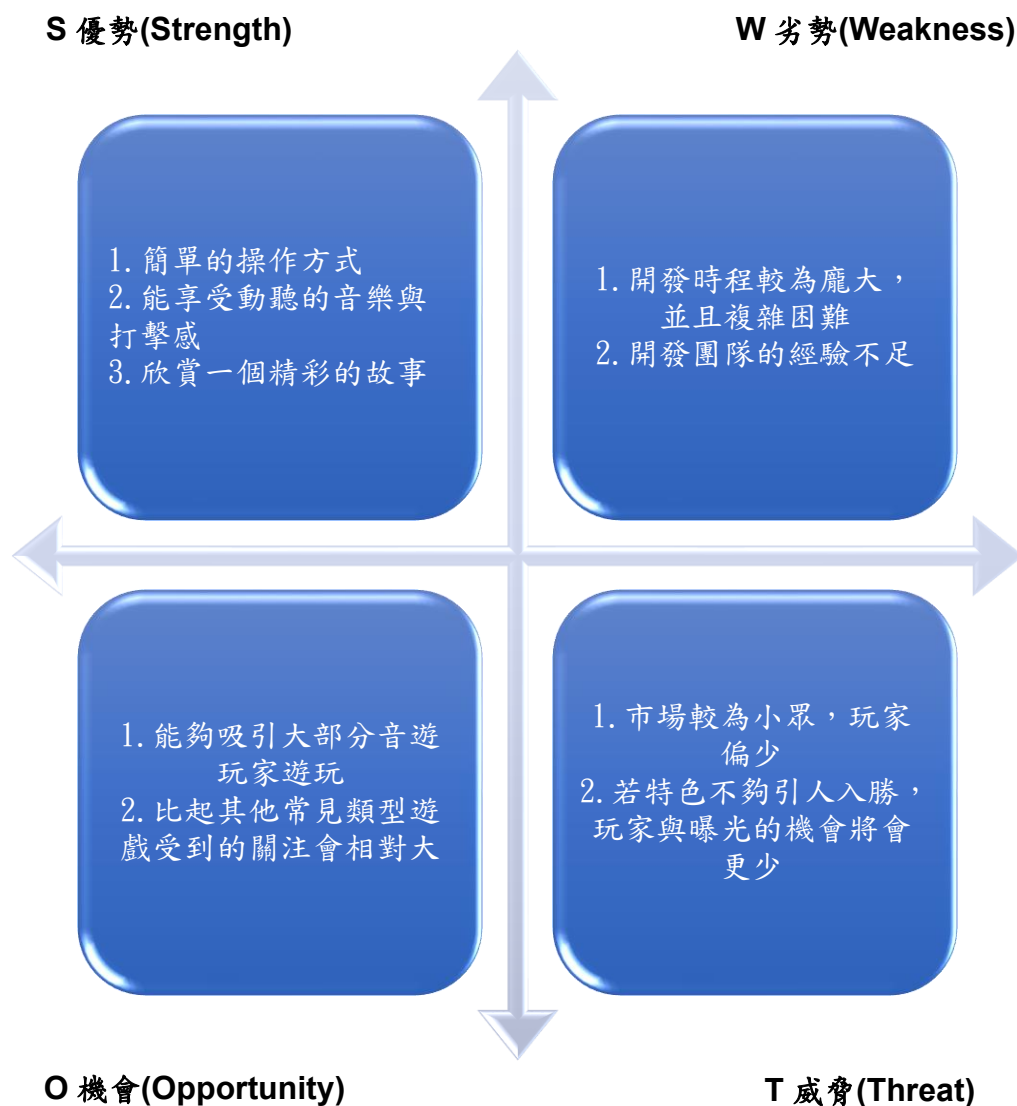 S 優勢(Strength)
W 劣勢(Weakness)
1. 簡單的操作方式
2. 能享受動聽的音樂與
打擊感
3. 欣賞一個精彩的故事
1. 開發時程較為龐大，
並且複雜困難
2. 開發團隊的經驗不足
1. 能夠吸引大部分音遊
玩家遊玩
2. 比起其他常見類型遊
戲受到的關注會相對大
1. 市場較為小眾，玩家
偏少
2. 若特色不夠引人入勝，
玩家與曝光的機會將會
更少
O 機會(Opportunity)
T 威脅(Threat)